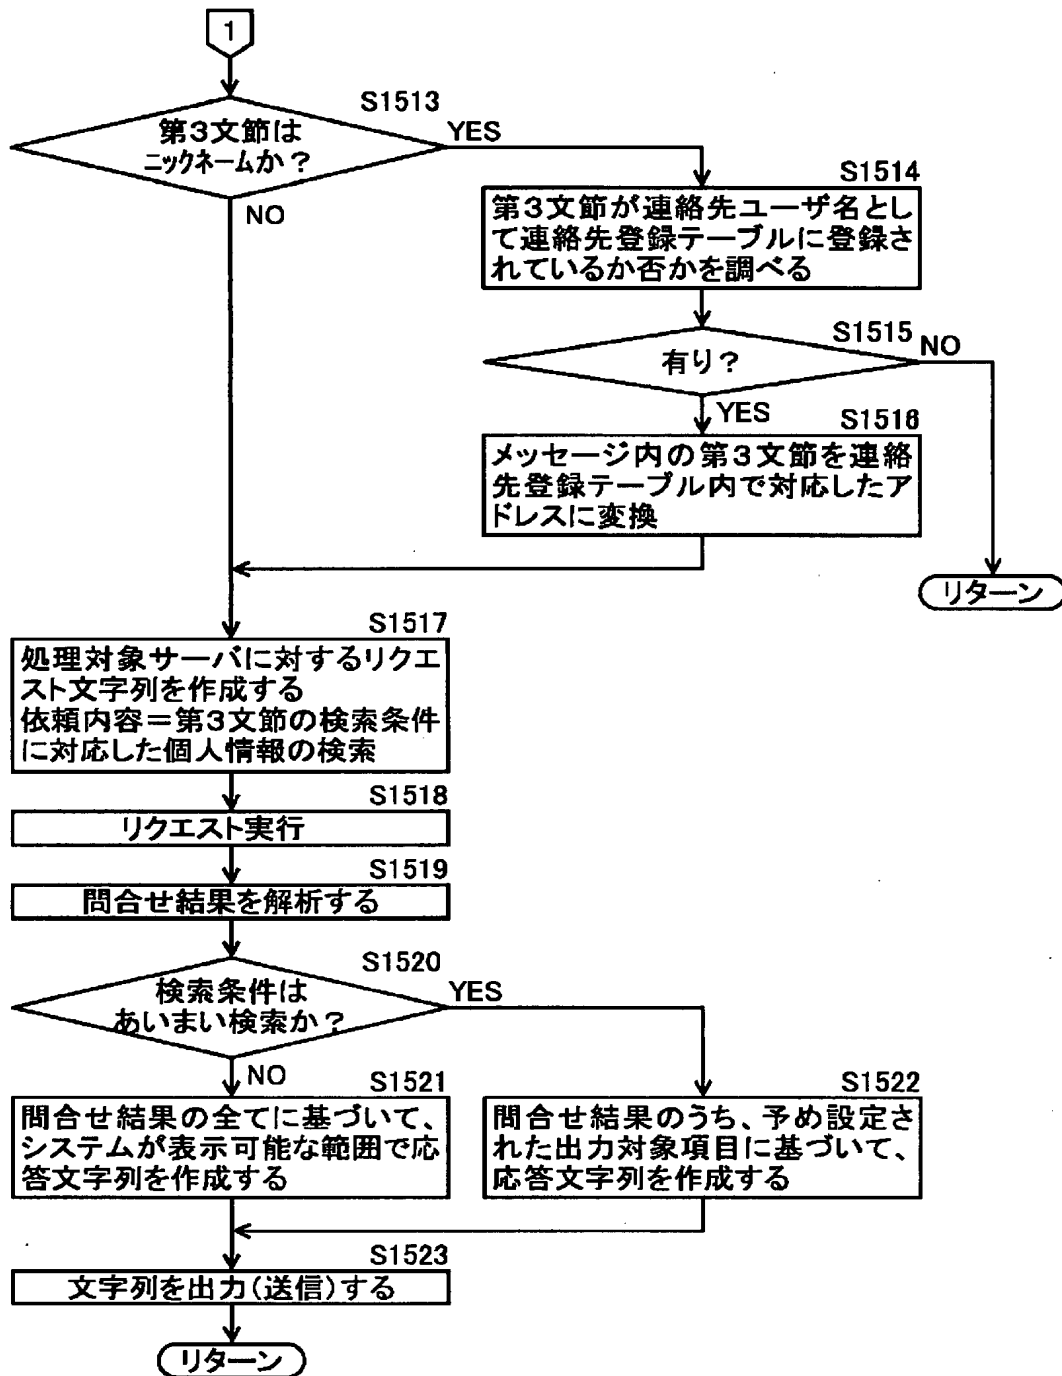 1
S1513
第3文節は
ニックネームか?
YES
NO
S1514
第3文節が連絡先ユーザ名とし
て連絡先登録テーブルに登録さ
れているか否かを調べる
S1515
有り?
NO
YES
S1516
メッセージ内の第3文節を連絡
先登録テーブル内で対応したア
ドレスに変換
リターン
S1517
処理対象サーバに対するリクエ
スト文字列を作成する
依頼内容=第3文節の検索条件
に対応した個人情報の検索
S1518
リクエスト実行
S1519
問合せ結果を解析する
S1520
検索条件は
あいまい検索か?
YES
NO
S1521
問合せ結果の全てに基づいて、
システムが表示可能な範囲で応
答文字列を作成する
S1522
問合せ結果のうち、予め設定さ
れた出力対象項目に基づいて、
応答文字列を作成する
S1523
文字列を出力(送信)する
リターン